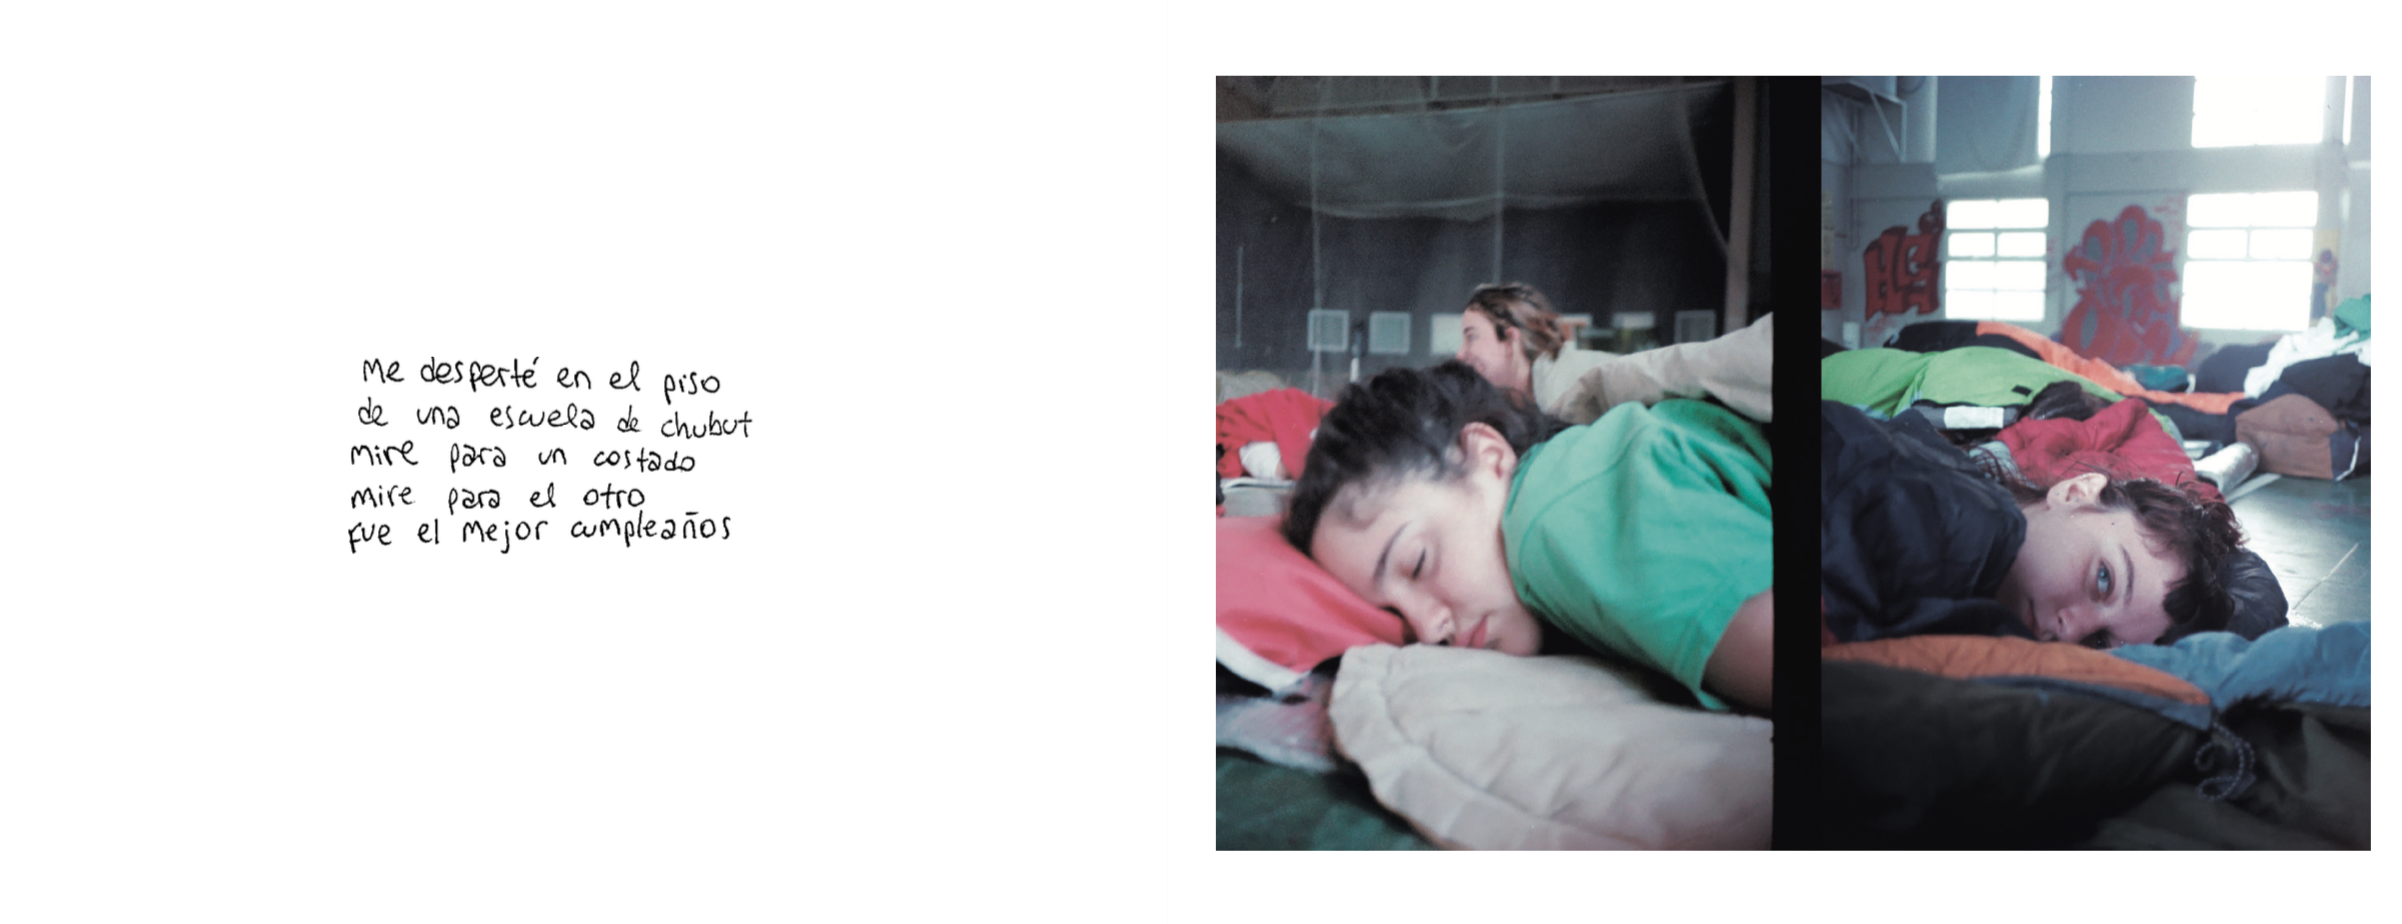 Me desperté en el piso
de una escuela de chubut
mire para un costado
mire para el otro
fue el mejor cumpleaños